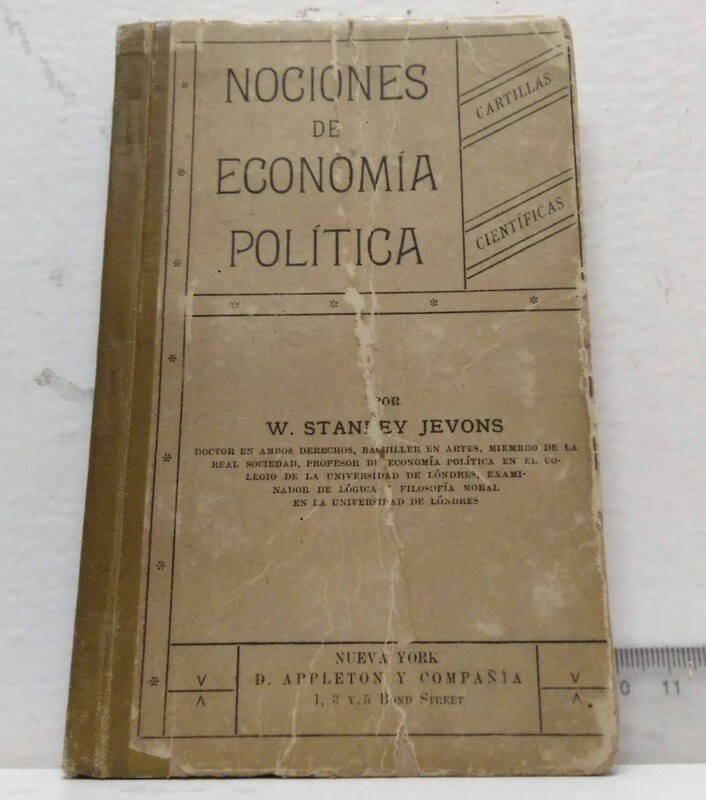 NOCIONES
DE
ECONOMÍA
POLÍTICA
CARTILLAS
CIENTÍFICAS
POR
W. STANLEY JEVONS
DOCTOR EN AMBOS DERECHOS, BACHILLER EN ARTES, MIEMBRO DE LA
REAL SOCIEDAD, PROFESOR DE ECONOMÍA POLÍTICA EN EL CO-
LEGIO DE LA UNIVERSIDAD DE LÓNDRES, EXAMI-
NADOR DE LÓGICA Y FILOSOFÍA MORAL
EN LA UNIVERSIDAD DE LÓNDRES
NUEVA YORK
D. APPLETON Y COMPAÑÍA
1, 3 Y 5 BOND STREET
0 11